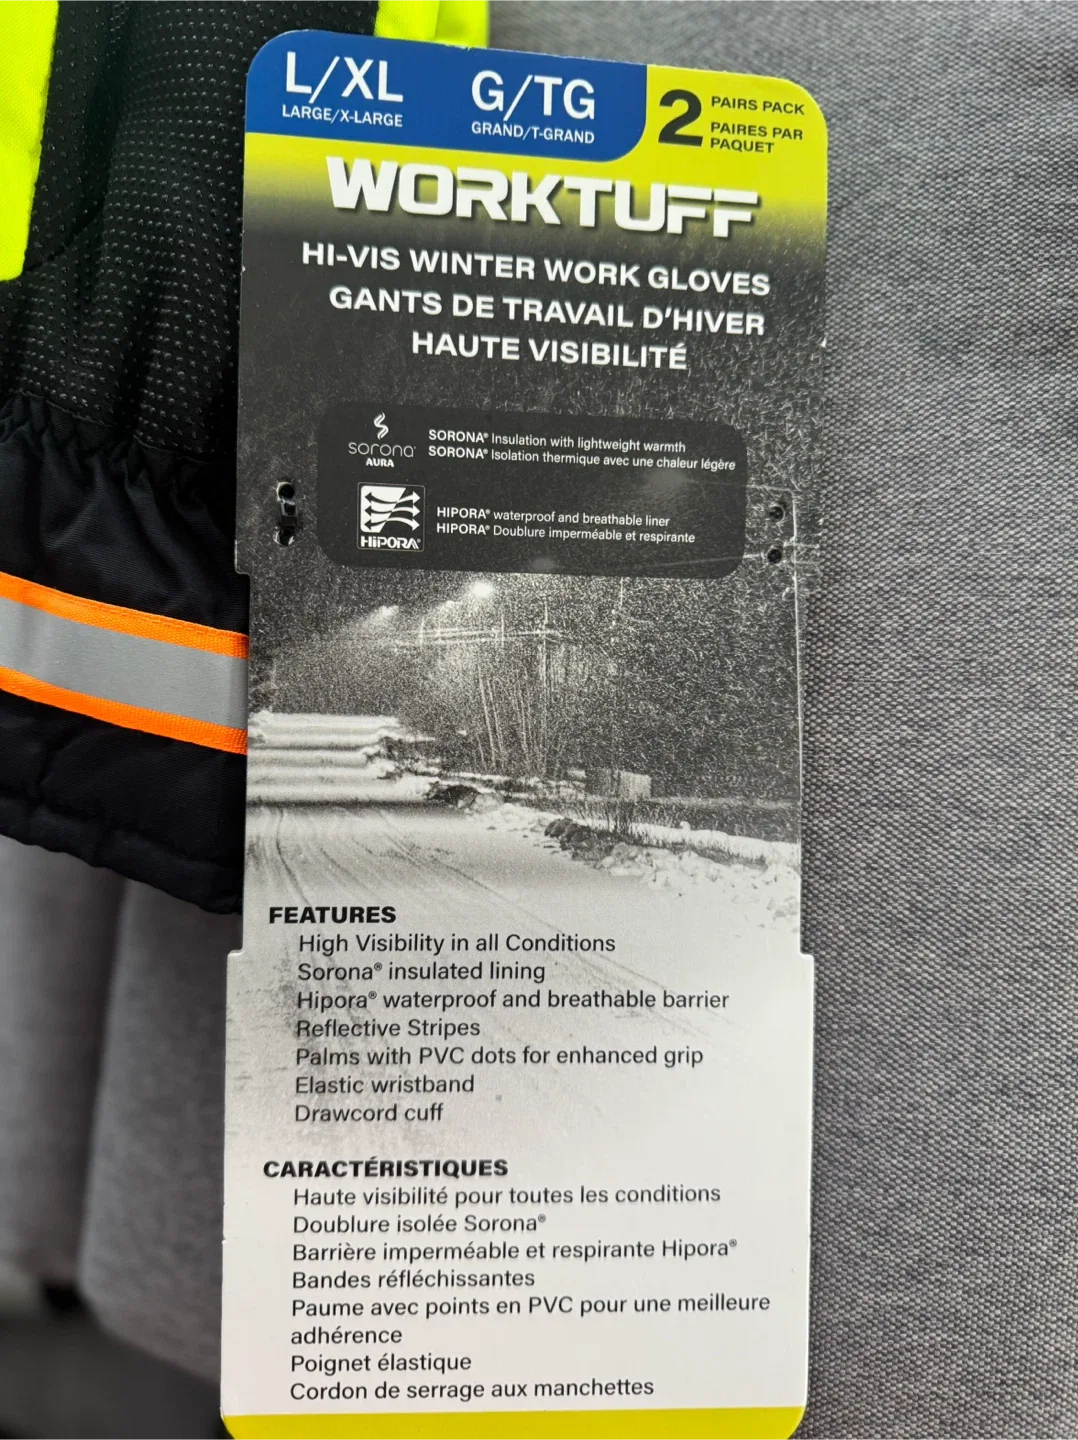 L/XL
LARGE/X-LARGE
G/TG
GRAND/T-GRAND
2 PAIRS PACK
PAIRES PAR
PAQUET
WORKTUFF
HI-VIS WINTER WORK GLOVES
GANTS DE TRAVAIL D'HIVER
HAUTE VISIBILITÉ
sorona®
AURA
SORONA® Insulation with lightweight warmth
SORONA® Isolation thermique avec une chaleur légère
HiPORA®
HIPORA® waterproof and breathable liner
HIPORA® Doublure imperméable et respirante
FEATURES
High Visibility in all Conditions
Sorona® insulated lining
Hipora® waterproof and breathable barrier
Reflective Stripes
Palms with PVC dots for enhanced grip
Elastic wristband
Drawcord cuff
CARACTÉRISTIQUES
Haute visibilité pour toutes les conditions
Doublure isolée Sorona®
Barrière imperméable et respirante Hipora®
Bandes réfléchissantes
Paume avec points en PVC pour une meilleure
adhérence
Poignet élastique
Cordon de serrage aux manchettes